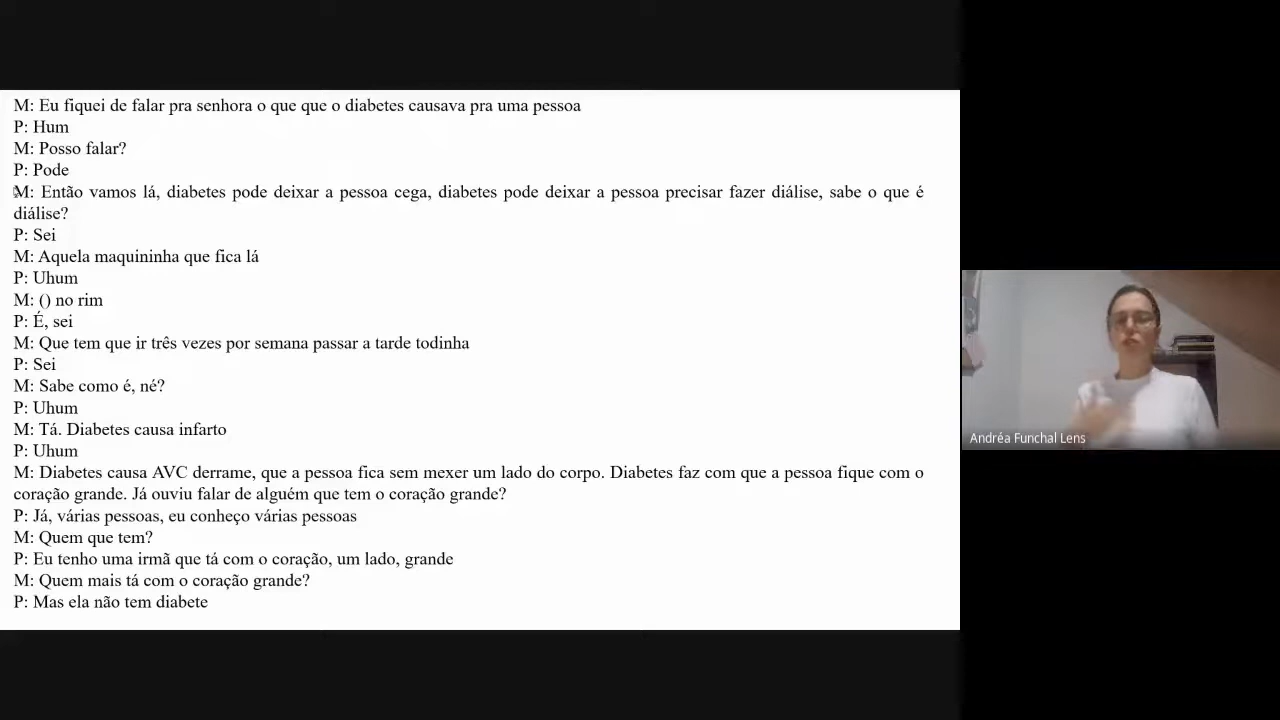 M: Eu fiquei de falar pra senhora o que que o diabetes causava pra uma pessoa
P: Hum
M: Posso falar?
P: Pode
M: Então vamos lá, diabetes pode deixar a pessoa cega, diabetes pode deixar a pessoa precisar fazer diálise, sabe o que é
diálise?
P: Sei
M: Aquela maquininha que fica lá
P: Uhum
M: () no rim
P: É, sei
M: Que tem que ir três vezes por semana passar a tarde todinha
P: Sei
M: Sabe como é, né?
P: Uhum
M: Tá. Diabetes causa infarto
P: Uhum
M: Diabetes causa AVC derrame, que a pessoa fica sem mexer um lado do corpo. Diabetes faz com que a pessoa fique com o
coração grande. Já ouviu falar de alguém que tem o coração grande?
P: Já, várias pessoas, eu conheço várias pessoas
M: Quem que tem?
P: Eu tenho uma irmã que tá com o coração, um lado, grande
M: Quem mais tá com o coração grande?
P: Mas ela não tem diabete
Andréa Funchal Lens